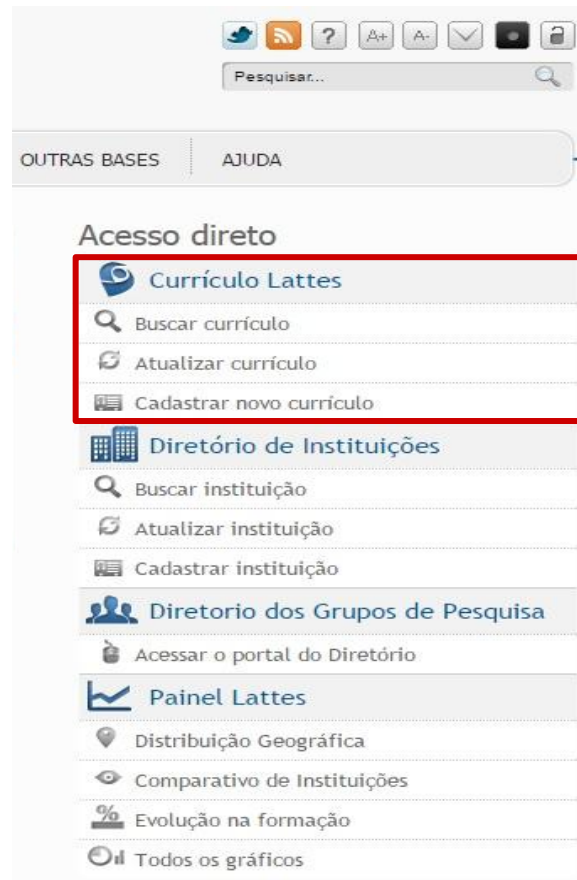 ? A+ A-
Pesquisar...
OUTRAS BASES AJUDA
Acesso direto
Currículo Lattes
Buscar currículo
Atualizar currículo
Cadastrar novo currículo
Diretório de Instituições
Buscar instituição
Atualizar instituição
Cadastrar instituição
Diretorio dos Grupos de Pesquisa
Acessar o portal do Diretório
Painel Lattes
Distribuição Geográfica
Comparativo de Instituições
% Evolução na formação
Todos os gráficos